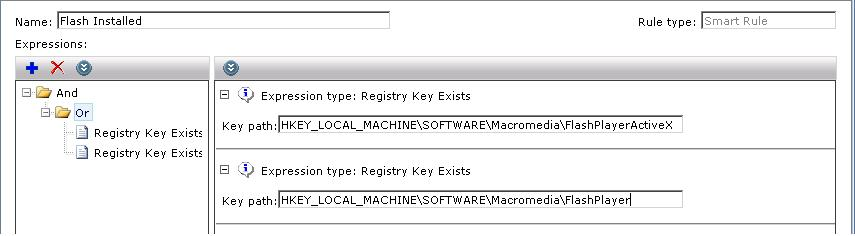 Name: Flash Installed Rule type: Smart Rule
Expressions:
And
Or
Registry Key Exists
Registry Key Exists
Expression type: Registry Key Exists
Key path: HKEY_LOCAL_MACHINE\SOFTWARE\Macromedia\FlashPlayerActiveX
Expression type: Registry Key Exists
Key path: HKEY_LOCAL_MACHINE\SOFTWARE\Macromedia\FlashPlayer